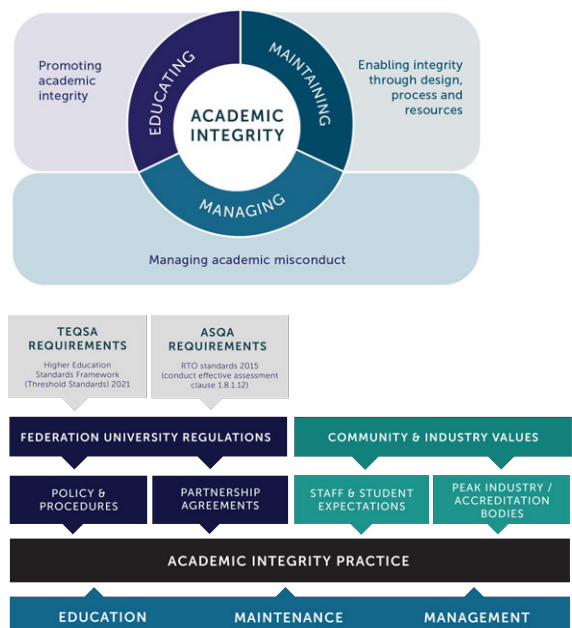 Promoting
academic
integrity
EDUCATING
MAINTAINING
ACADEMIC
INTEGRITY
Enabling integrity
through design,
process and
resources
MANAGING
Managing academic misconduct
TEQSA
REQUIREMENTS
Higher Education
Standards Framework
(Threshold Standards) 2021
ASQA
REQUIREMENTS
RTO standards 2015
(conduct effective assessment
clause 1.8.1.12)
FEDERATION UNIVERSITY REGULATIONS
COMMUNITY & INDUSTRY VALUES
POLICY &
PROCEDURES
PARTNERSHIP
AGREEMENTS
STAFF & STUDENT
EXPECTATIONS
PEAK INDUSTRY /
ACCREDITATION
BODIES
ACADEMIC INTEGRITY PRACTICE
EDUCATION
MAINTENANCE
MANAGEMENT